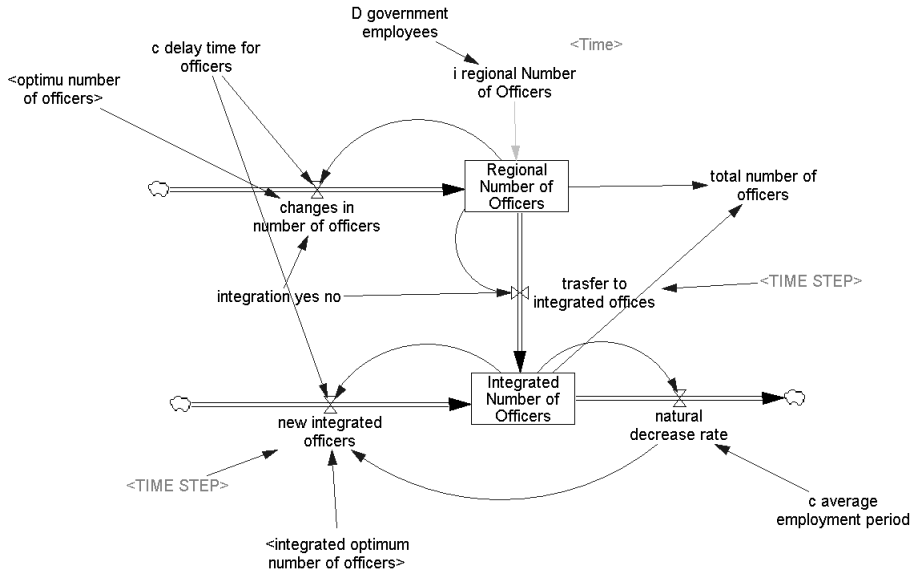 D government
employees
<Time>
c delay time for
officers
<optimu number
of officers>
i regional Number
of Officers
Regional
Number of
Officers
total number of
officers
changes in
number of officers
integration yes no
trasfer to
integrated offices
<TIME STEP>
Integrated
Number of
Officers
new integrated
officers
natural
decrease rate
<TIME STEP>
c average
employment period
<integrated optimum
number of officers>